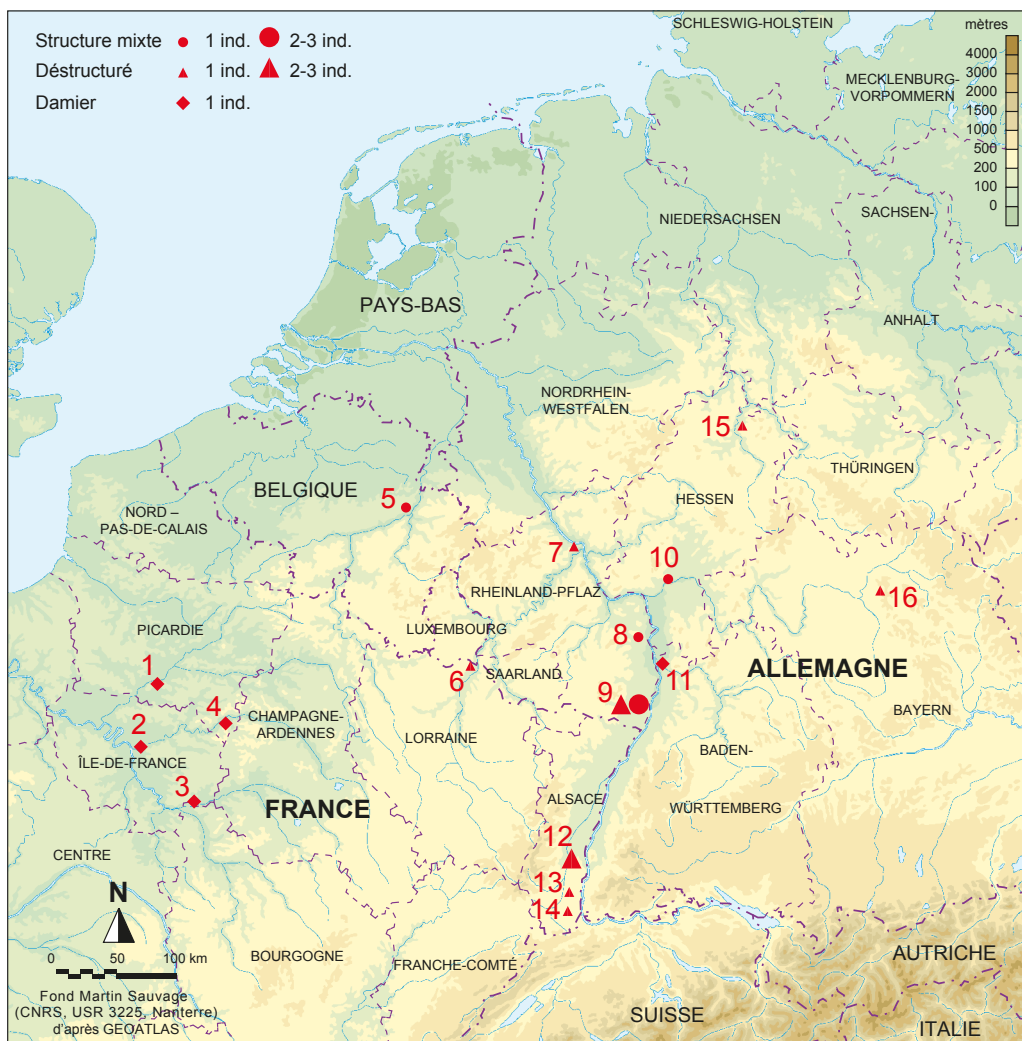 Structure mixte 1 ind. 2-3 ind.
Déstructuré 1 ind. 2-3 ind.
Damier 1 ind.
SCHLESWIG-HOLSTEIN
mètres
4000
3000
2000
1500
1000
500
200
100
0
MECKLENBURG-
VORPOMMERN
NIEDERSACHSEN
SACHSEN-
ANHALT
PAYS-BAS
NORDRHEIN-
WESTFALEN
15
THÜRINGEN
HESSEN
BELGIQUE
5
NORD –
PAS-DE-CALAIS
7
10
RHEINLAND-PFLAZ
16
PICARDIE
LUXEMBOURG
8
1
6
SAARLAND
11
ALLEMAGNE
9
4
CHAMPAGNE-
ARDENNES
BAYERN
2
ÎLE-DE-FRANCE
LORRAINE
BADEN-
WÜRTTEMBERG
3
FRANCE
ALSACE
12
CENTRE
13
14
N
BOURGOGNE
FRANCHE-COMTÉ
AUTRICHE
SUISSE
ITALIE
0 50 100 km
Fond Martin Sauvage
(CNRS, USR 3225, Nanterre)
d'après GEOATLAS